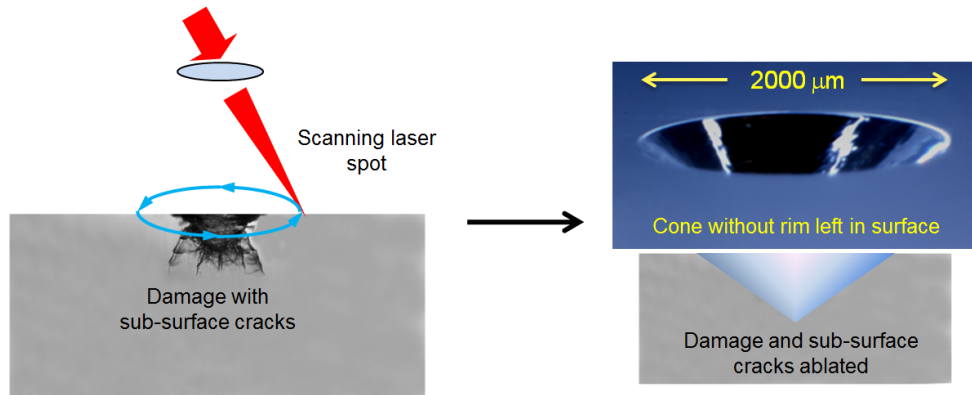 Scanning laser
spot
Damage with
sub-surface cracks
2000 μm
Cone without rim left in surface
Damage and sub-surface
cracks ablated